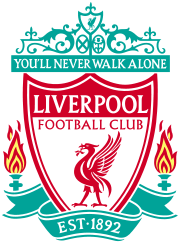 YOU'LL NEVER WALK ALONE
LIVERPOOL
FOOTBALL CLUB
EST·1892